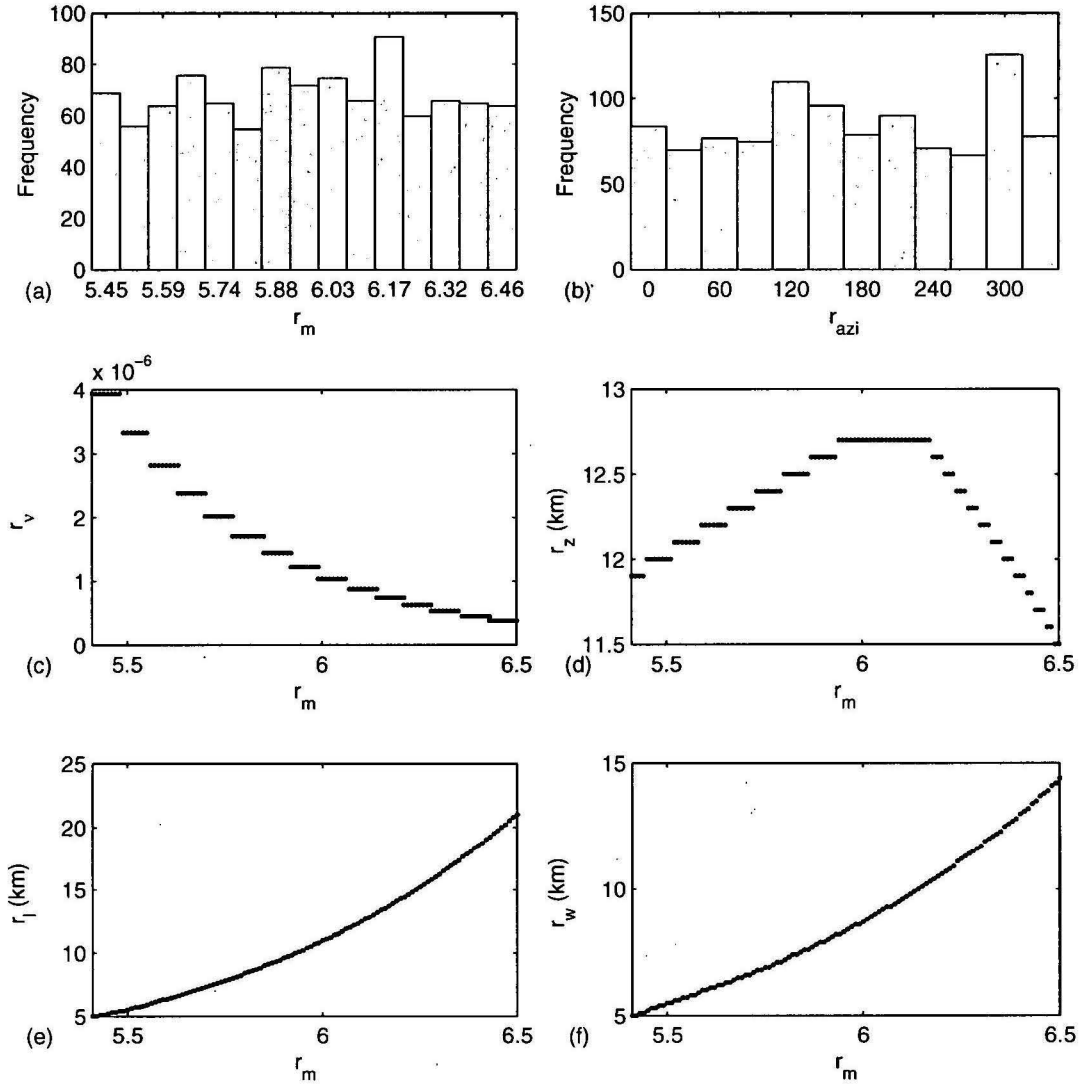 100
80
60
40
20
0
Frequency
5.45 5.59 5.74 5.88 6.03 6.17 6.32 6.46
(a)
r_m
150
100
50
0
Frequency
0 60 120 180 240 300
(b)
r_azi
x 10^-6
4
3
2
1
0
r_ν
5.5 6 6.5
(c)
r_m
13
12.5
12
11.5
r_z (km)
5.5 6 6.5
(d)
r_m
25
20
15
10
5
r_l (km)
5.5 6 6.5
(e)
r_m
15
10
5
r_w (km)
5.5 6 6.5
(f)
r_m